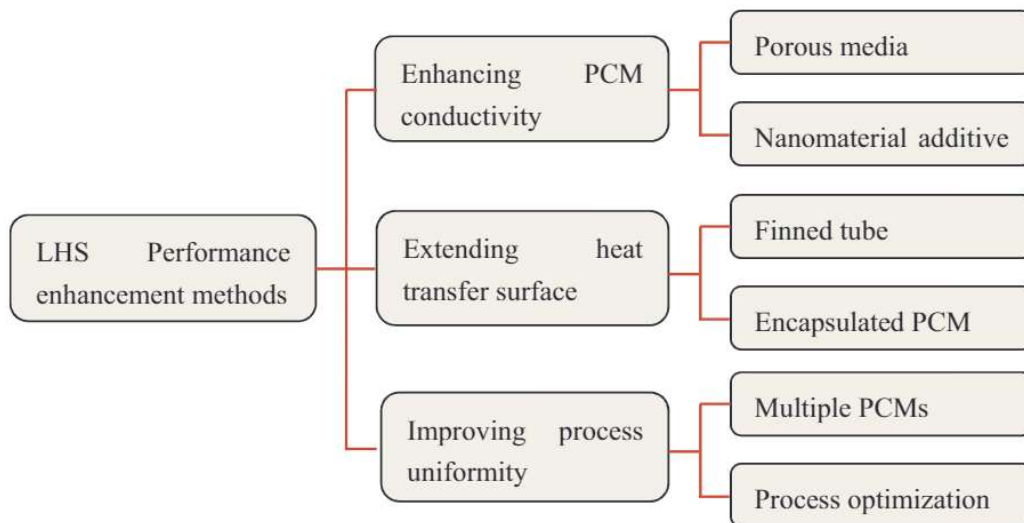 LHS Performance
enhancement methods
Enhancing PCM
conductivity
Porous media
Nanomaterial additive
Extending heat
transfer surface
Finned tube
Encapsulated PCM
Improving process
uniformity
Multiple PCMs
Process optimization